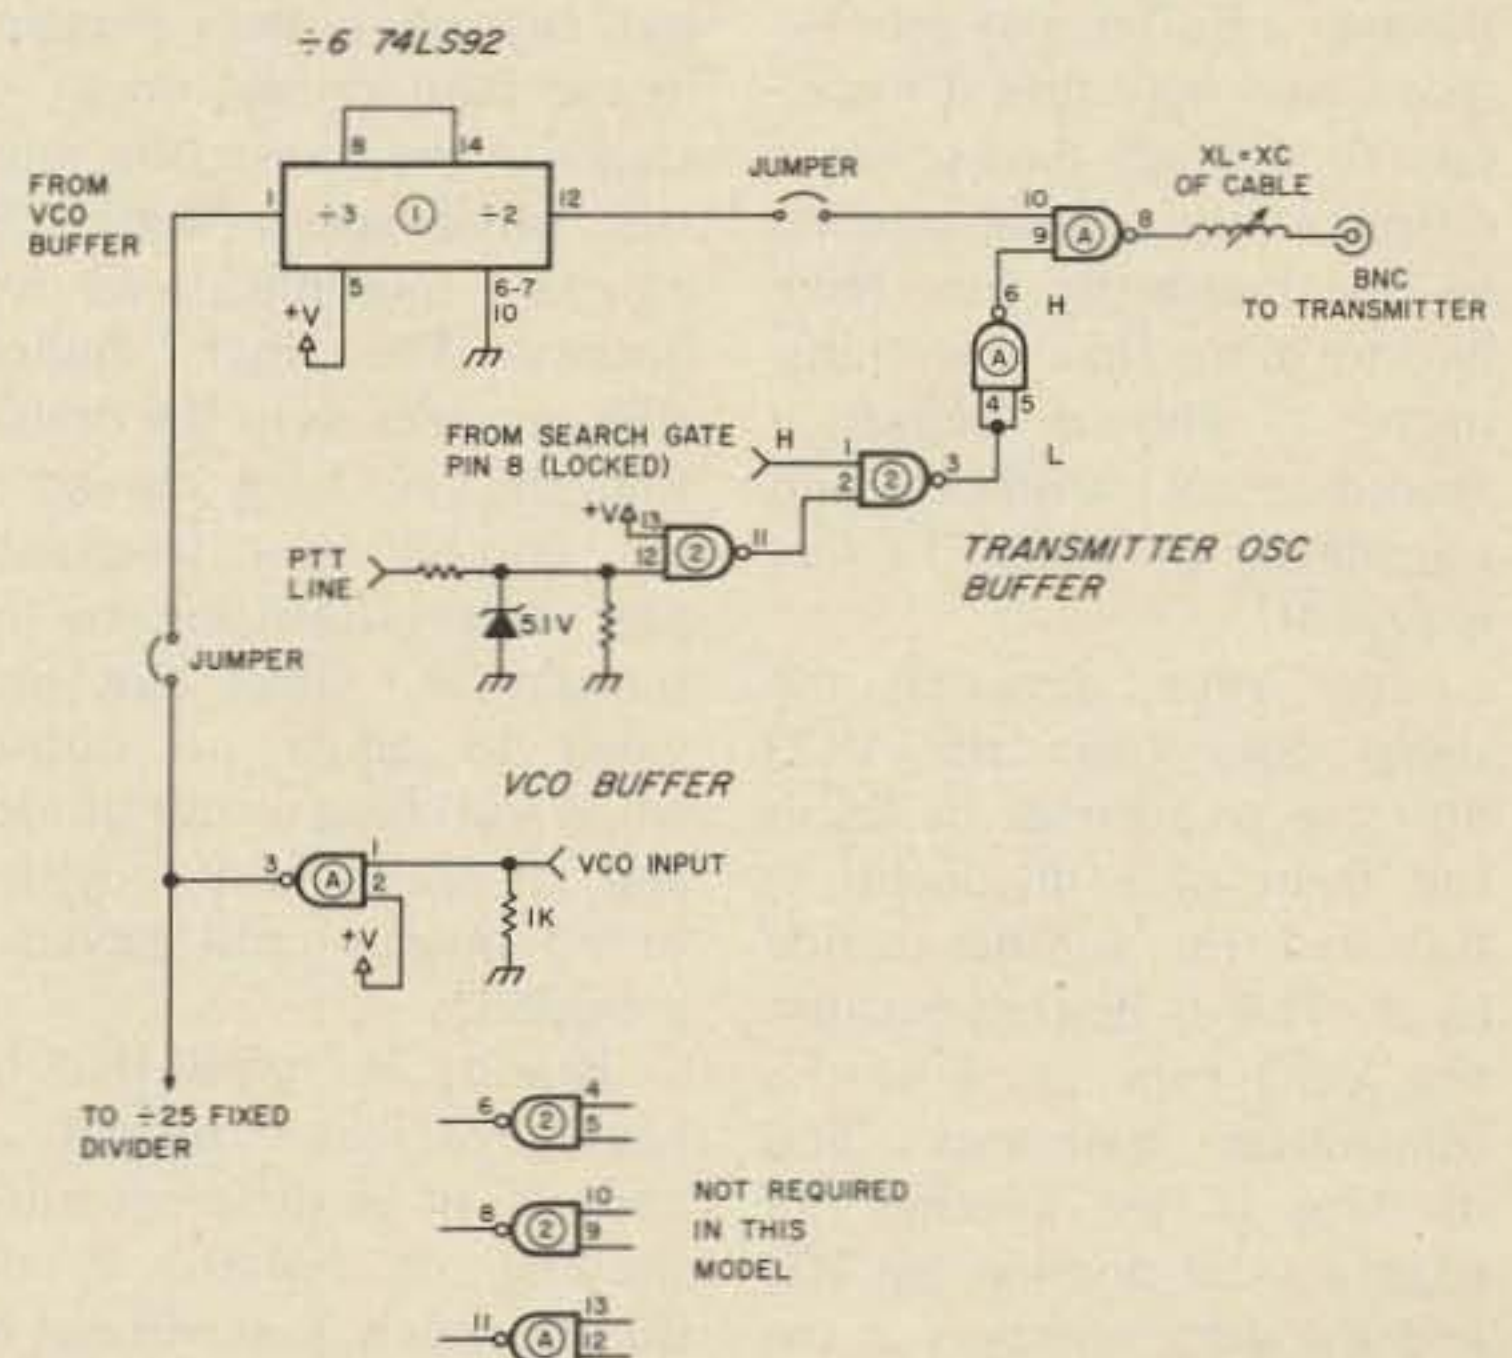 ÷6 74LS92
8
14
FROM
VCO
BUFFER
1
÷3
1
÷2
12
JUMPER
XL=XC
OF CABLE
10
9
A
8
BNC
TO TRANSMITTER
5
6-7
10
+V
6
H
A
4
5
L
FROM SEARCH GATE
PIN 8 (LOCKED)
H
1
2
2
3
+V
13
12
2
11
PTT
LINE
5.1V
TRANSMITTER OSC
BUFFER
JUMPER
VCO BUFFER
3
A
1
2
VCO INPUT
+V
1K
TO ÷25 FIXED
DIVIDER
6
2
4
5
8
2
10
9
NOT REQUIRED
IN THIS
MODEL
11
A
13
12